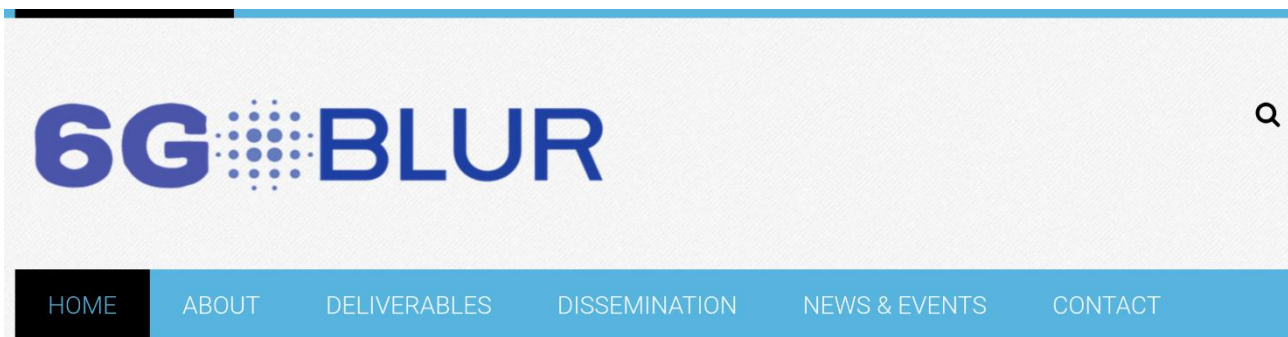 6G BLUR
HOME ABOUT DELIVERABLES DISSEMINATION NEWS & EVENTS CONTACT